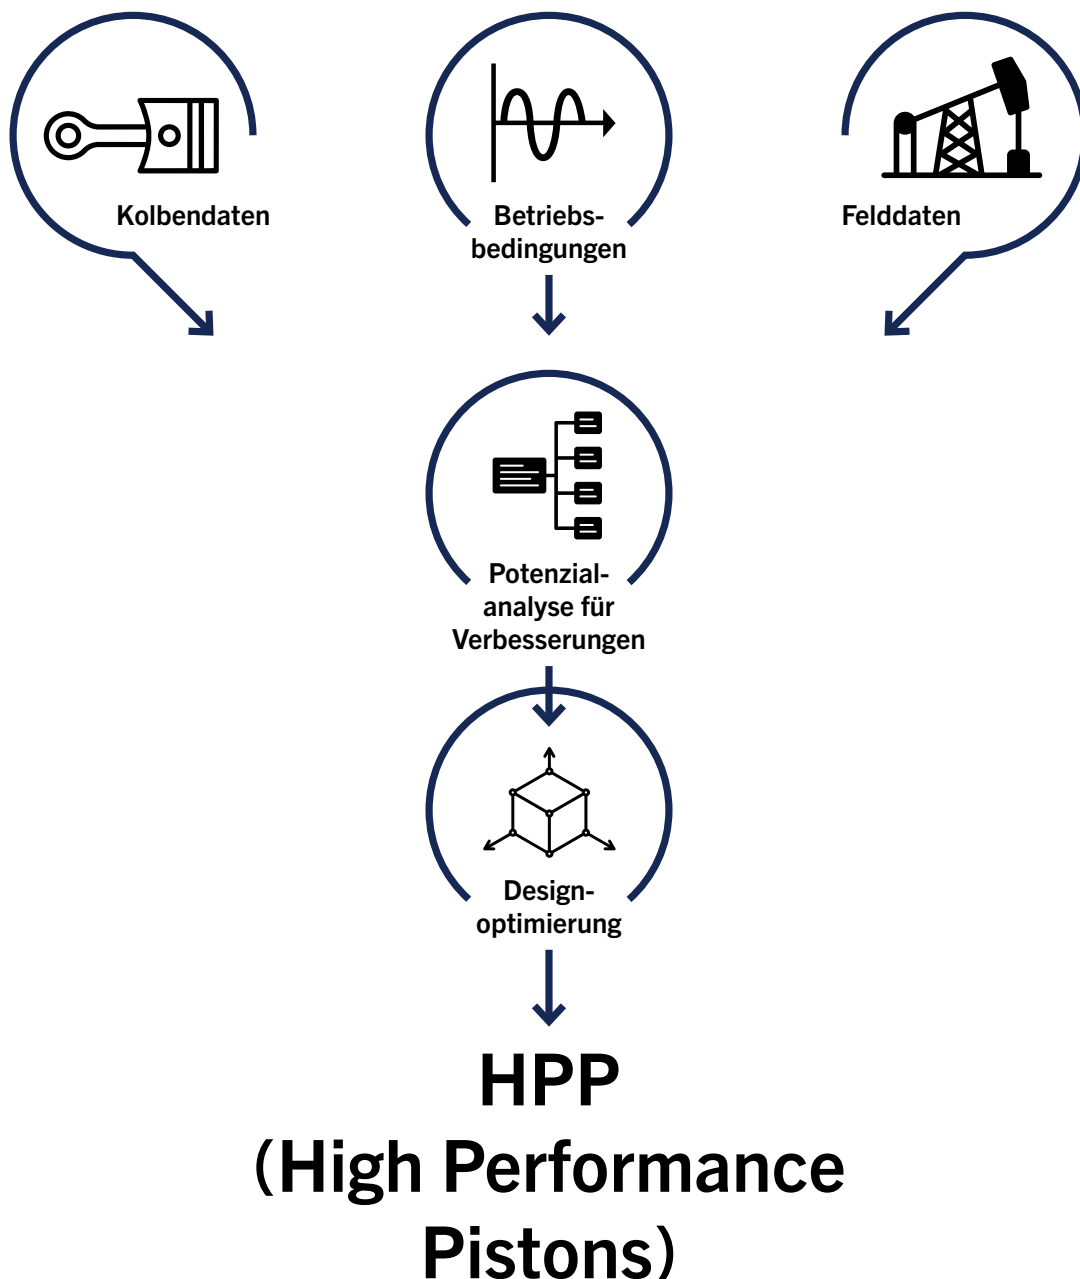 Kolbendaten
Betriebs-
bedingungen
Felddaten
Potenzial-
analyse für
Verbesserungen
Design-
optimierung
HPP
(High Performance
Pistons)